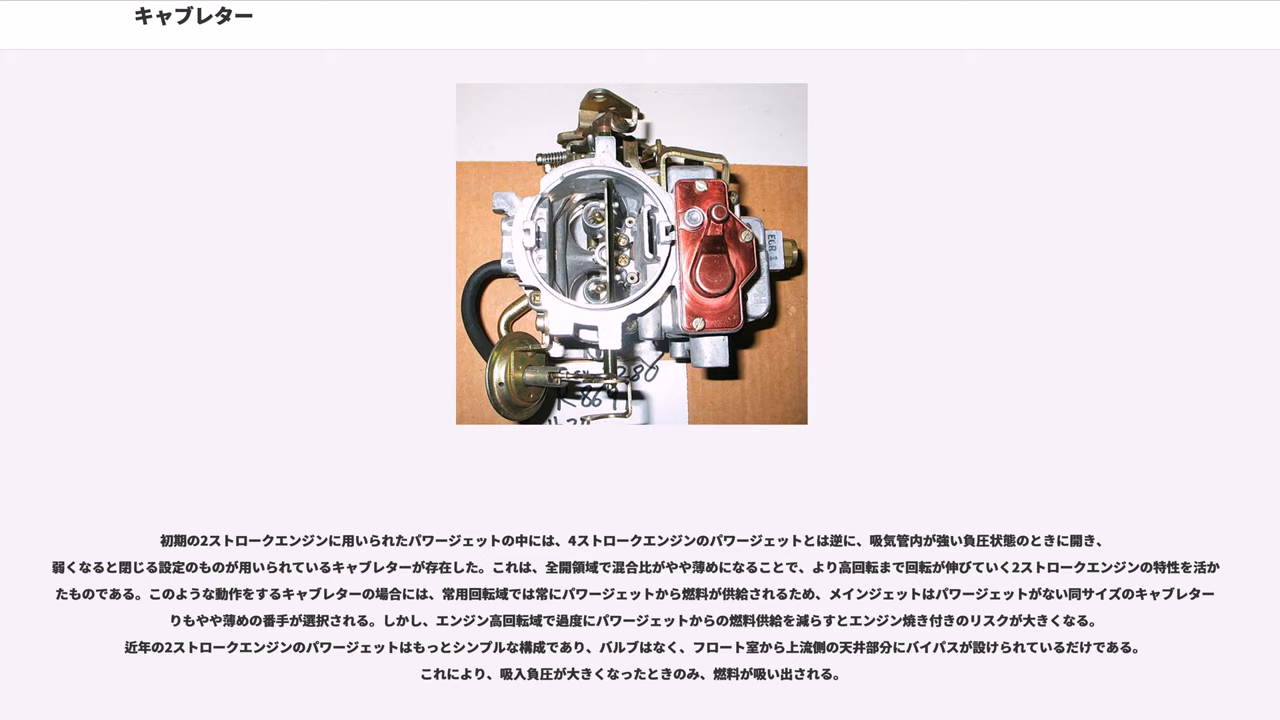 キャブレター
EGR 1
初期の2ストロークエンジンに用いられたパワージェットの中には、4ストロークエンジンのパワージェットとは逆に、吸気管内が強い負圧状態のときに開き、
弱くなると閉じる設定のものが用いられているキャブレターが存在した。これは、全開領域で混合比がやや薄めになることで、より高回転まで回転が伸びていく2ストロークエンジンの特性を活か
たものである。このような動作をするキャブレターの場合には、常用回転域では常にパワージェットから燃料が供給されるため、メインジェットはパワージェットがない同サイズのキャブレター
りもやや薄めの番手が選択される。しかし、エンジン高回転域で過度にパワージェットからの燃料供給を減らすとエンジン焼き付きのリスクが大きくなる。
近年の2ストロークエンジンのパワージェットはもっとシンプルな構成であり、バルブはなく、フロート室から上流側の天井部分にバイパスが設けられているだけである。
これにより、吸入負圧が大きくなったときのみ、燃料が吸い出される。